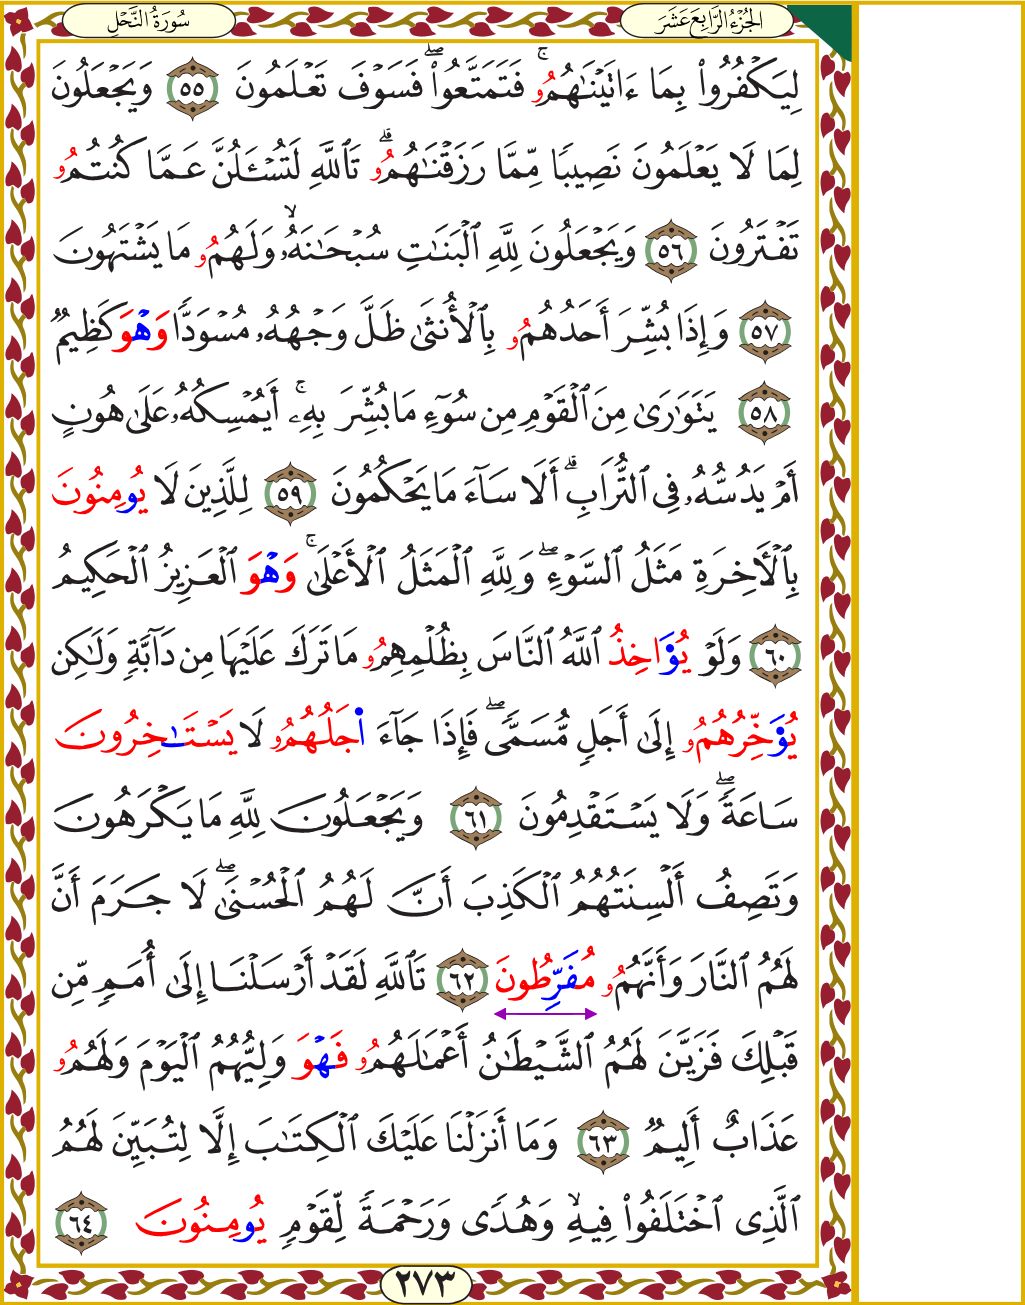 الجُزْءُ الرَّابِعَ عَشَرَ
سُورَةُ النَّحْلِ
لِيَكْفُرُوا۟ بِمَا ءَاتَيْنَٰهُمُۥ ۚ فَتَمَتَّعُوا۟ ۖ فَسَوْفَ تَعْلَمُونَ ٥٥ وَيَجْعَلُونَ
لِمَا لَا يَعْلَمُونَ نَصِيبًا مِّمَّا رَزَقْنَٰهُمُۥ ۗ تَٱللَّهِ لَتُسْـَٔلُنَّ عَمَّا كُنتُمُۥ
تَفْتَرُونَ ٥٦ وَيَجْعَلُونَ لِلَّهِ ٱلْبَنَٰتِ سُبْحَٰنَهُۥ ۙ وَلَهُمُۥ مَا يَشْتَهُونَ
٥٧ وَإِذَا بُشِّرَ أَحَدُهُمُۥ بِٱلْأُنثَىٰ ظَلَّ وَجْهُهُۥ مُسْوَدًّا وَهْوَ كَظِيمٌ
٥٨ يَتَوَٰرَىٰ مِنَ ٱلْقَوْمِ مِن سُوٓءِ مَا بُشِّرَ بِهِۦٓ ۚ أَيُمْسِكُهُۥ عَلَىٰ هُونٍ
أَمْ يَدُسُّهُۥ فِى ٱلتُّرَابِ ۗ أَلَا سَآءَ مَا يَحْكُمُونَ ٥٩ لِلَّذِينَ لَا يُومِنُونَ
بِٱلْـَٔاخِرَةِ مَثَلُ ٱلسَّوْءِ ۖ وَلِلَّهِ ٱلْمَثَلُ ٱلْأَعْلَىٰ ۚ وَهْوَ ٱلْعَزِيزُ ٱلْحَكِيمُ
٦٠ وَلَوْ يُؤَاخِذُ ٱللَّهُ ٱلنَّاسَ بِظُلْمِهِمُۥ مَا تَرَكَ عَلَيْهَا مِن دَآبَّةٍ وَلَٰكِن
يُؤَخِّرُهُمُۥ إِلَىٰ أَجَلٍ مُّسَمًّى ۖ فَإِذَا جَآءَ اجَلُهُمُۥ لَا يَسْتَـٰخِرُونَ
سَاعَةً ۖ وَلَا يَسْتَقْدِمُونَ ٦١ وَيَجْعَلُونَ لِلَّهِ مَا يَكْرَهُونَ
وَتَصِفُ أَلْسِنَتُهُمُ ٱلْكَذِبَ أَنَّ لَهُمُ ٱلْحُسْنَىٰ ۖ لَا جَرَمَ أَنَّ
لَهُمُ ٱلنَّارَ وَأَنَّهُمُۥ مُفَرِّطُونَ ٦٢ تَٱللَّهِ لَقَدْ أَرْسَلْنَا إِلَىٰ أُمَمٍ مِّن
قَبْلِكَ فَزَيَّنَ لَهُمُ ٱلشَّيْطَٰنُ أَعْمَٰلَهُمُۥ فَهْوَ وَلِيُّهُمُ ٱلْيَوْمَ وَلَهُمُۥ
عَذَابٌ أَلِيمٌ ٦٣ وَمَا أَنزَلْنَا عَلَيْكَ ٱلْكِتَٰبَ إِلَّا لِتُبَيِّنَ لَهُمُ
ٱلَّذِى ٱخْتَلَفُوا۟ فِيهِ ۙ وَهُدًى وَرَحْمَةً لِّقَوْمٍ يُومِنُونَ ٦٤
٢٧٣